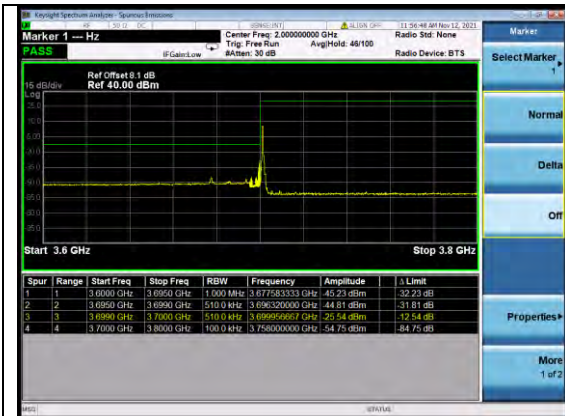 Keysight Spectrum Analyzer - Spurious Emissions
RF 50 Ω DC SENSE:INT ALIGN OFF 11:56:48 AM Nov 12, 2021
Marker 1 --- Hz
Center Freq: 2.000000000 GHz
Radio Std: None
Trig: Free Run
Avg|Hold: 46/100
PASS
IFGain:Low
#Atten: 30 dB
Radio Device: BTS
Ref Offset 8.1 dB
15 dB/div
Ref 40.00 dBm
Log
Start 3.6 GHz
Stop 3.8 GHz
Spur Range Start Freq Stop Freq RBW Frequency Amplitude Δ Limit
1 1 3.6000 GHz 3.6950 GHz 1.000 MHz 3.677583333 GHz -45.23 dBm -32.23 dB
2 2 3.6950 GHz 3.6990 GHz 510.0 kHz 3.696320000 GHz -44.81 dBm -31.81 dB
3 3 3.6990 GHz 3.7000 GHz 510.0 kHz 3.699956667 GHz -25.54 dBm -12.54 dB
4 4 3.7000 GHz 3.8000 GHz 100.0 kHz 3.758000000 GHz -54.75 dBm -84.75 dB
MSG
STATUS
Marker
Select Marker
1
Normal
Delta
Off
Properties
More
1 of 2